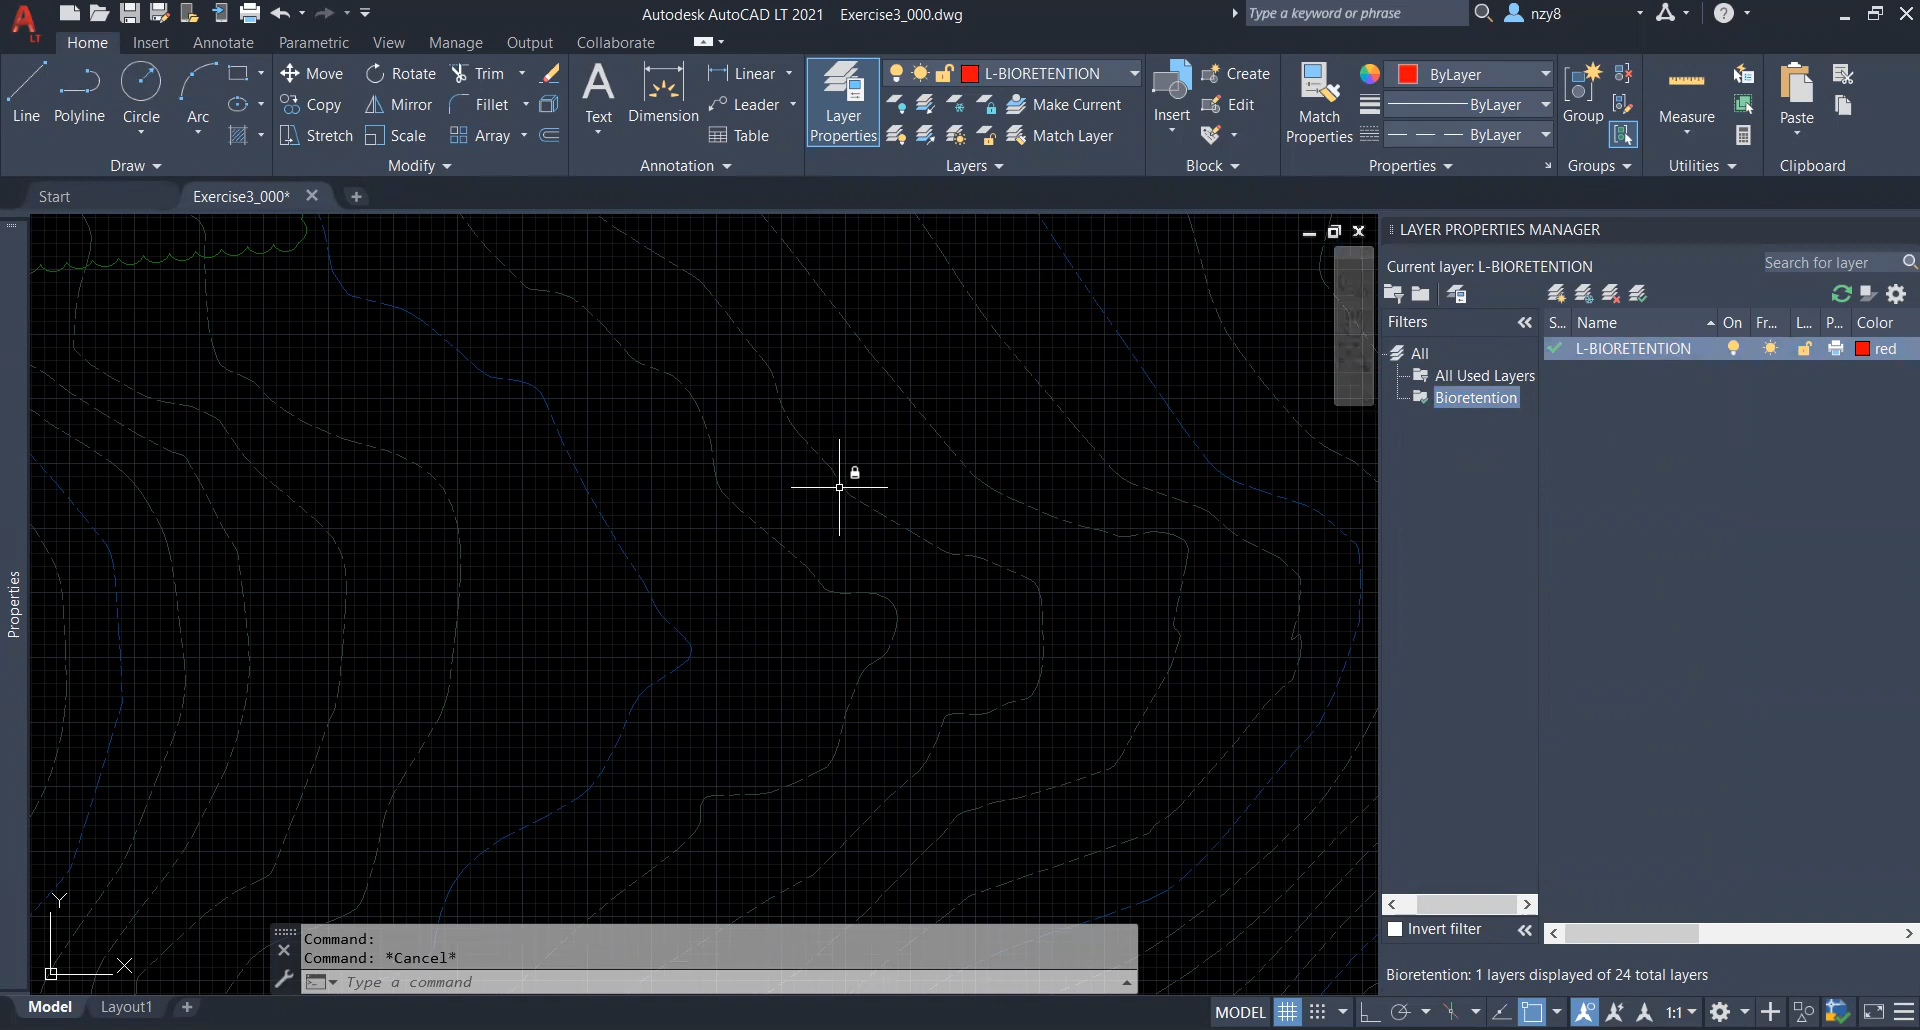 Autodesk AutoCAD LT 2021 Exercise3_000.dwg
Type a keyword or phrase
nzy8
LT
Home Insert Annotate Parametric View Manage Output Collaborate
Line Polyline Circle Arc
Move Rotate Trim
Copy Mirror Fillet
Stretch Scale Array
Text Dimension
Linear
Leader
Table
Layer Properties
L-BIORETENTION
Make Current
Match Layer
Insert
Create
Edit
Match Properties
ByLayer
ByLayer
ByLayer
Group
Measure
Paste
Draw Modify Annotation Layers Block Properties Groups Utilities Clipboard
Start Exercise3_000*
Properties
LAYER PROPERTIES MANAGER
Current layer: L-BIORETENTION
Search for layer
Filters
S... Name On Fr... L... P... Color
All
All Used Layers
Bioretention
L-BIORETENTION red
Invert filter
Bioretention: 1 layers displayed of 24 total layers
Y
X
Command:
Command: *Cancel*
Type a command
Model Layout1
MODEL
1:1